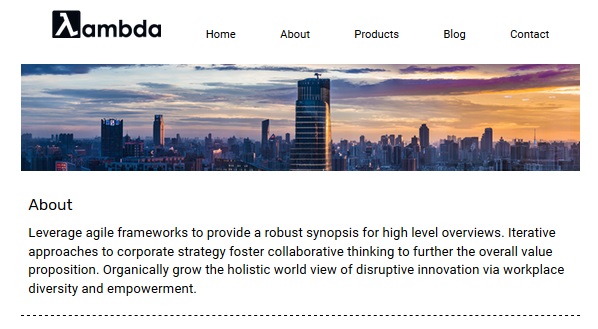 λambda
Home About Products Blog Contact
About
Leverage agile frameworks to provide a robust synopsis for high level overviews. Iterative
approaches to corporate strategy foster collaborative thinking to further the overall value
proposition. Organically grow the holistic world view of disruptive innovation via workplace
diversity and empowerment.